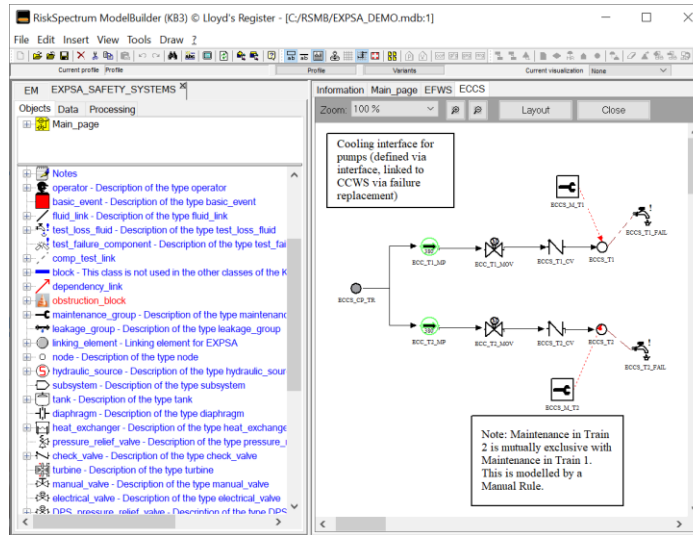 RiskSpectrum ModelBuilder (KB3) © Lloyd's Register - [C:/RSMB/EXPSA_DEMO.mdb:1]
File Edit Insert View Tools Draw ?
Current profile Profile Profile Variante Current visualization None
EM EXPSA_SAFETY_SYSTEMS
Objects Data Processing
Main_page
Notes
operator - Description of the type operator
basic_event - Description of the type basic_event
fluid_link - Description of the type fluid_link
test_loss_fluid - Description of the type test_loss_fluid
test_failure_component - Description of the type test_fai
comp_test_link
block - This class is not used in the other classes of the K
dependency_link
obstruction_block
maintenance_group - Description of the type maintenanc
leakage_group - Description of the type leakage_group
linking_element - Linking element for EXPSA
node - Description of the type node
hydraulic_source - Description of the type hydraulic_sour
subsystem - Description of the type subsystem
tank - Description of the type tank
diaphragm - Description of the type diaphragm
heat_exchanger - Description of the type heat_exchange
pressure_relief_valve - Description of the type pressure_r
check_valve - Description of the type check_valve
turbine - Description of the type turbine
manual_valve - Description of the type manual_valve
electrical_valve - Description of the type electrical_valve
DPS_pressure_relief_valve - Description of the type DPS
Information Main_page EFWS ECCS
Zoom: 100 % Layout Close
Cooling interface for
pumps (defined via
interface, linked to
CCWS via failure
replacement)
ECCS_M_T1
ECCS_T1_FAIL
ECC_T1_MP ECC_T1_MOV ECCS_T1_CV ECCS_T1
ECCS_CP_TR
ECC_T2_MP ECC_T2_MOV ECCS_T2_CV ECCS_T2
ECCS_T2_FAIL
ECCS_M_T2
Note: Maintenance in Train
2 is mutually exclusive with
Maintenance in Train 1.
This is modelled by a
Manual Rule.